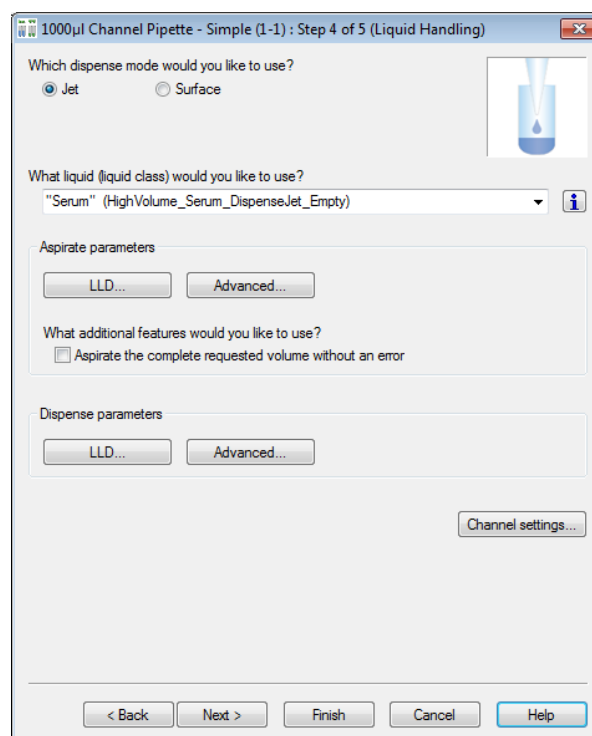 1000µl Channel Pipette - Simple (1-1) : Step 4 of 5 (Liquid Handling)
Which dispense mode would you like to use?
Jet Surface
What liquid (liquid class) would you like to use?
"Serum" (HighVolume_Serum_DispenseJet_Empty)
Aspirate parameters
LLD... Advanced...
What additional features would you like to use?
Aspirate the complete requested volume without an error
Dispense parameters
LLD... Advanced...
Channel settings...
< Back Next > Finish Cancel Help